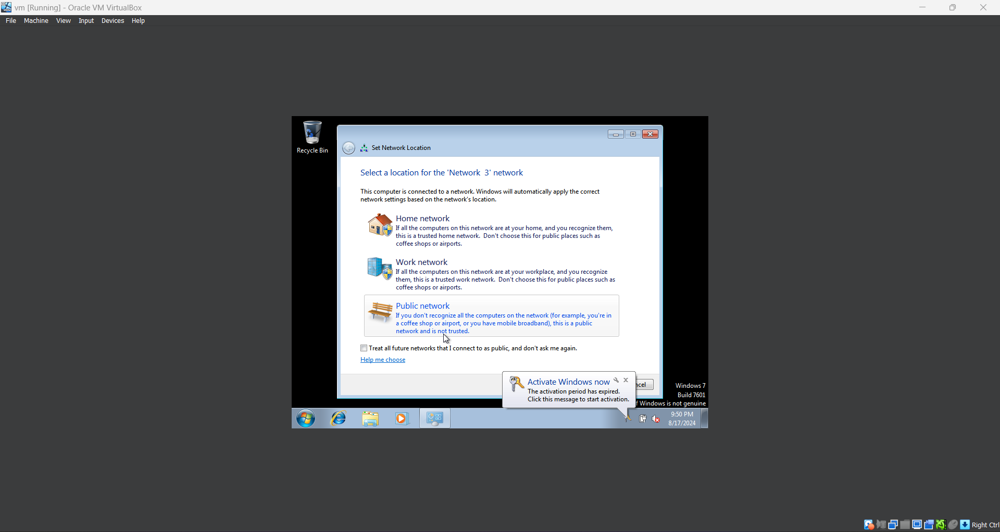 vm [Running] - Oracle VM VirtualBox
File Machine View Input Devices Help
Recycle Bin
Set Network Location
Select a location for the 'Network 3' network
This computer is connected to a network. Windows will automatically apply the correct
network settings based on the network's location.
Home network
If all the computers on this network are at your home, and you recognize them,
this is a trusted home network. Don't choose this for public places such as
coffee shops or airports.
Work network
If all the computers on this network are at your workplace, and you recognize
them, this is a trusted work network. Don't choose this for public places such as
coffee shops or airports.
Public network
If you don't recognize all the computers on the network (for example, you're in
a coffee shop or airport, or you have mobile broadband), this is a public
network and is not trusted.
Treat all future networks that I connect to as public, and don't ask me again.
Help me choose
Activate Windows now
The activation period has expired.
Click this message to start activation.
ncel
Windows 7
Build 7601
f Windows is not genuine
9:50 PM
8/17/2024
Right Ctrl